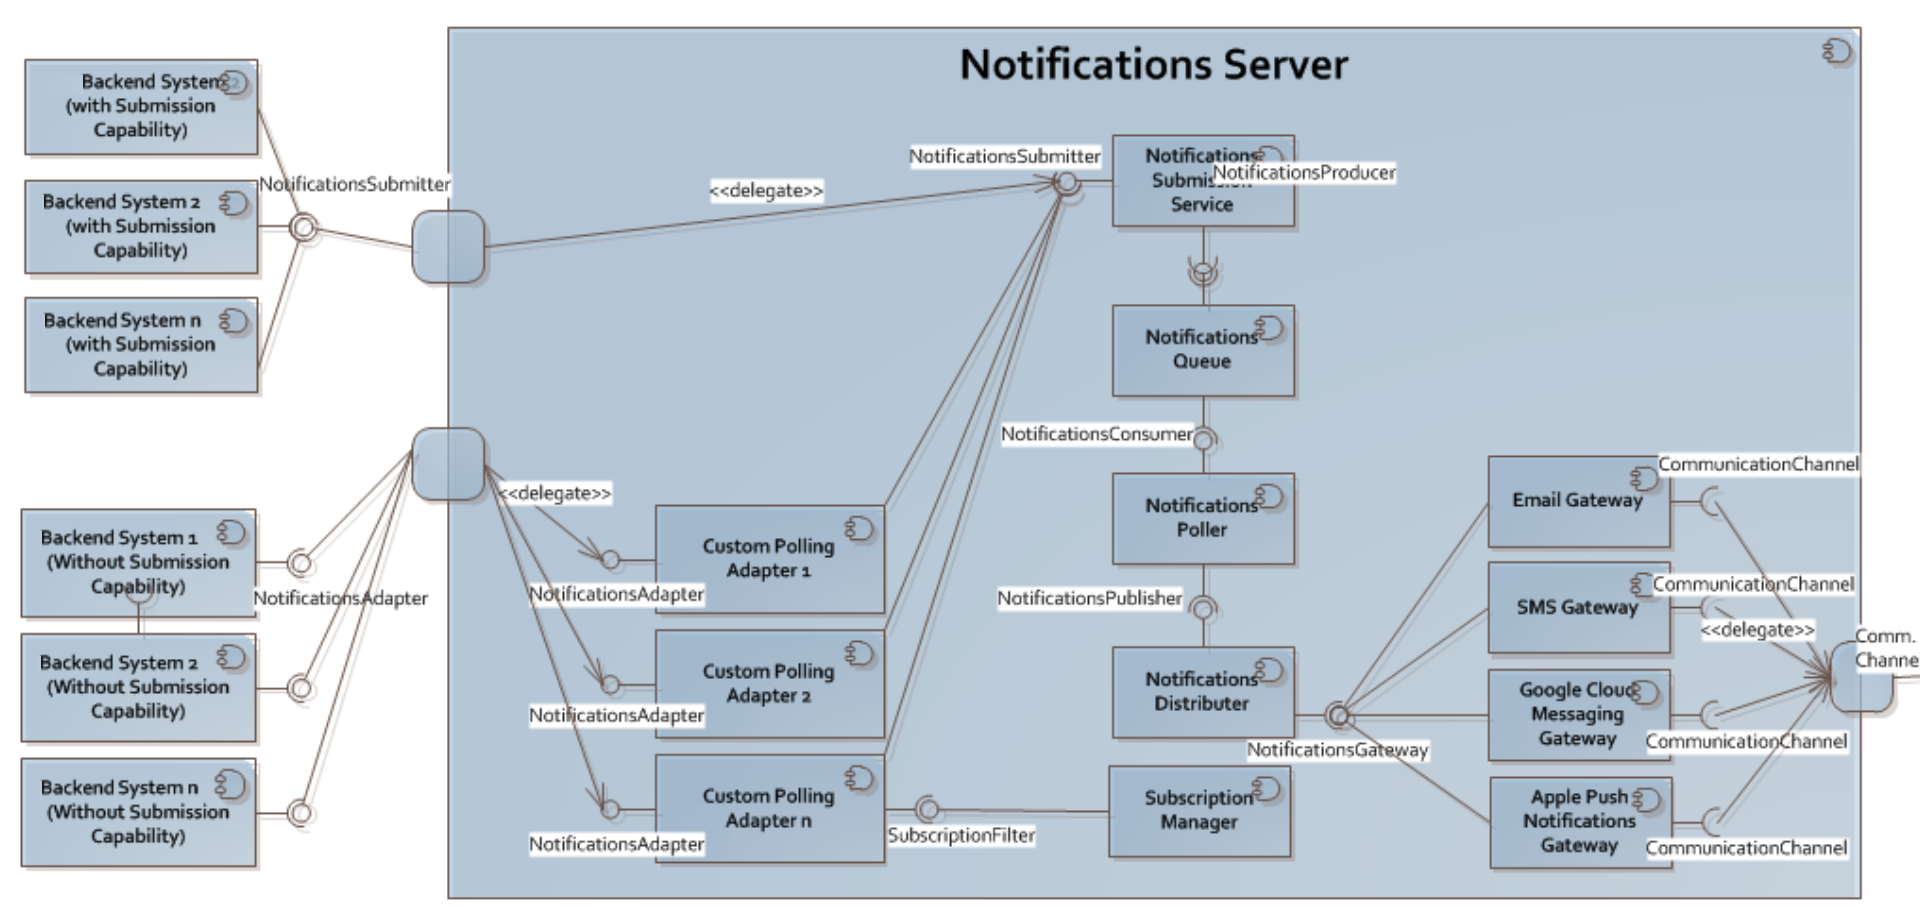 Notifications Server
Backend System 2
(with Submission
Capability)
Backend System 2
(with Submission
Capability)
Backend System n
(with Submission
Capability)
NotificationsSubmitter
<<delegate>>
NotificationsSubmitter
Notifications
Submission
Service
NotificationsProducer
Notifications
Queue
NotificationsConsumer
Notifications
Poller
NotificationsPublisher
Notifications
Distributer
NotificationsGateway
Subscription
Manager
SubscriptionFilter
Backend System 1
(Without Submission
Capability)
NotificationsAdapter
Backend System 2
(Without Submission
Capability)
Backend System n
(Without Submission
Capability)
<<delegate>>
Custom Polling
Adapter 1
NotificationsAdapter
Custom Polling
Adapter 2
NotificationsAdapter
Custom Polling
Adapter n
NotificationsAdapter
Email Gateway
CommunicationChannel
SMS Gateway
CommunicationChannel
<<delegate>>
Google Cloud
Messaging
Gateway
CommunicationChannel
Apple Push
Notifications
Gateway
CommunicationChannel
Comm.
Channe